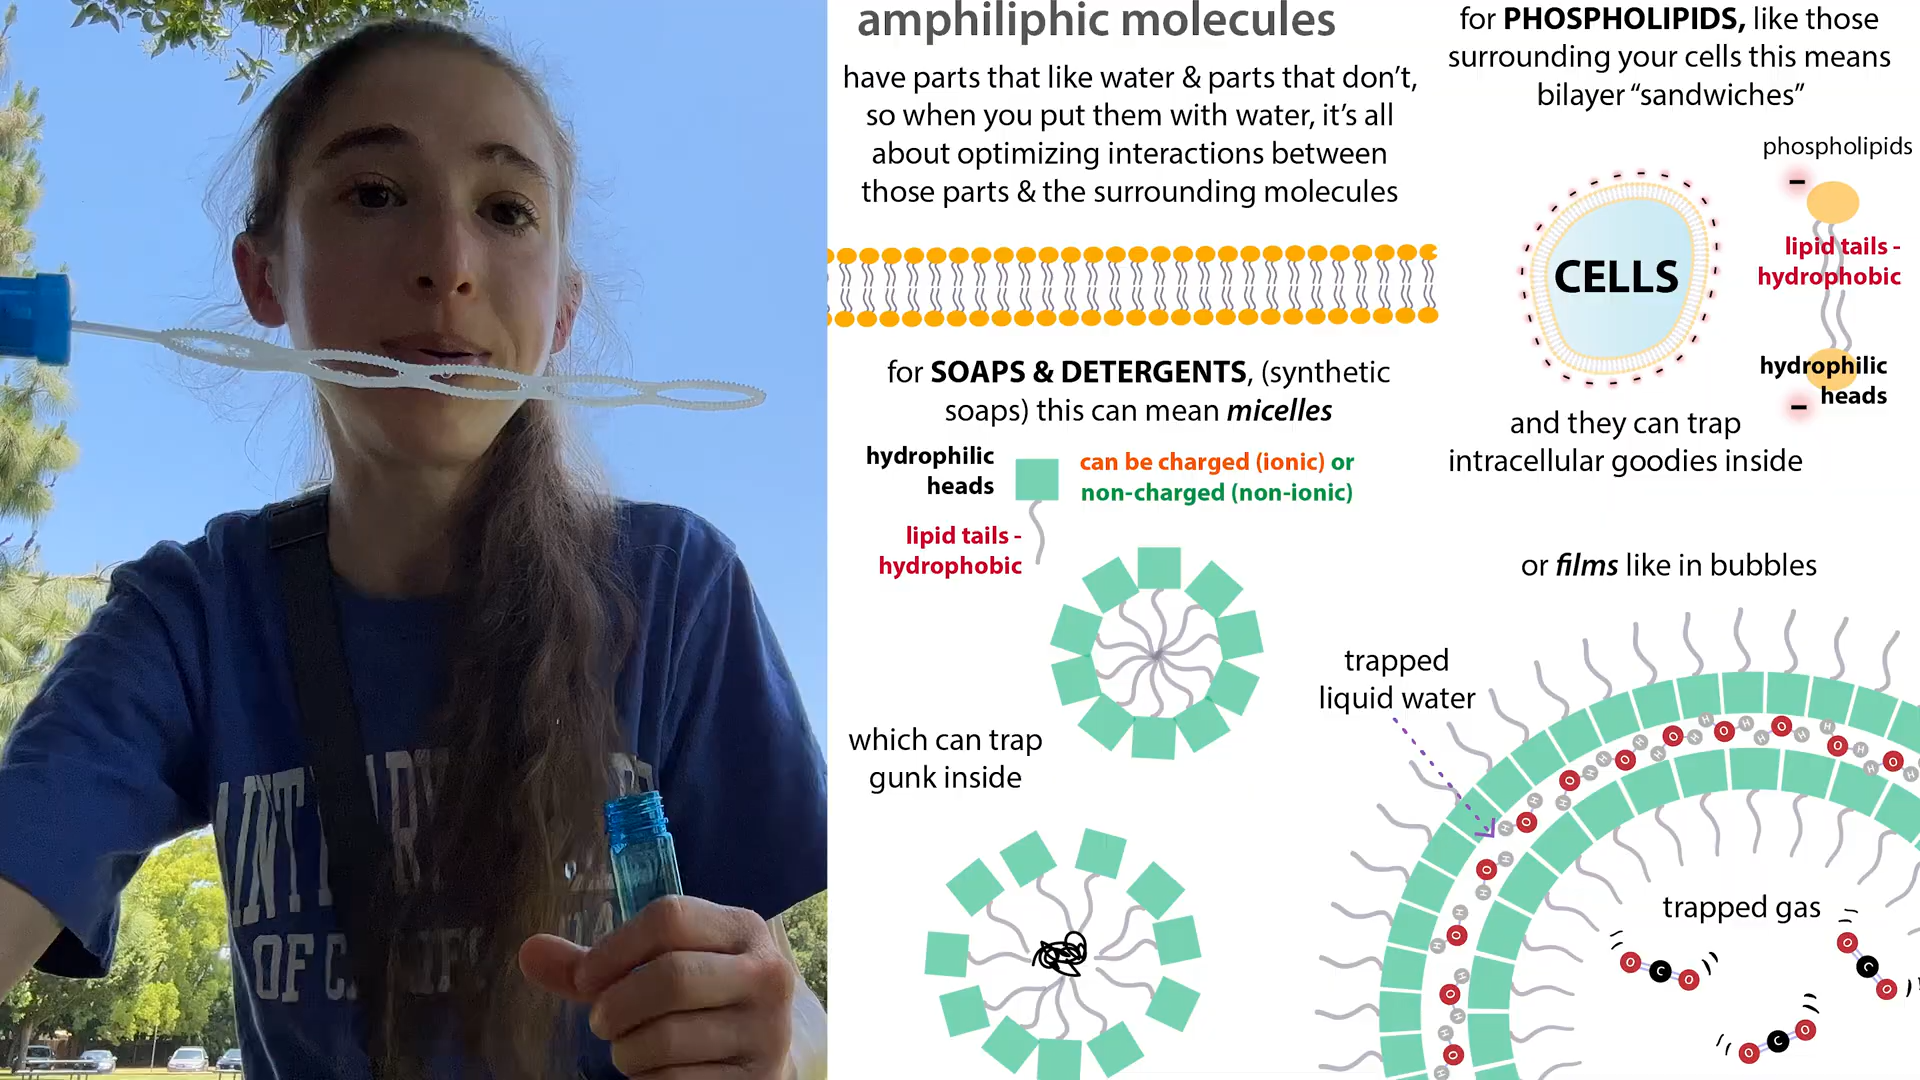 amphiliphic molecules
have parts that like water & parts that don't,
so when you put them with water, it's all
about optimizing interactions between
those parts & the surrounding molecules
for SOAPS & DETERGENTS, (synthetic
soaps) this can mean micelles
hydrophilic
heads
can be charged (ionic) or
non-charged (non-ionic)
lipid tails -
hydrophobic
which can trap
gunk inside
for PHOSPHOLIPIDS, like those
surrounding your cells this means
bilayer “sandwiches”
phospholipids
CELLS
lipid tails -
hydrophobic
hydrophilic
heads
and they can trap
intracellular goodies inside
or films like in bubbles
trapped
liquid water
trapped gas
O C O
O C O
O C O
OF C